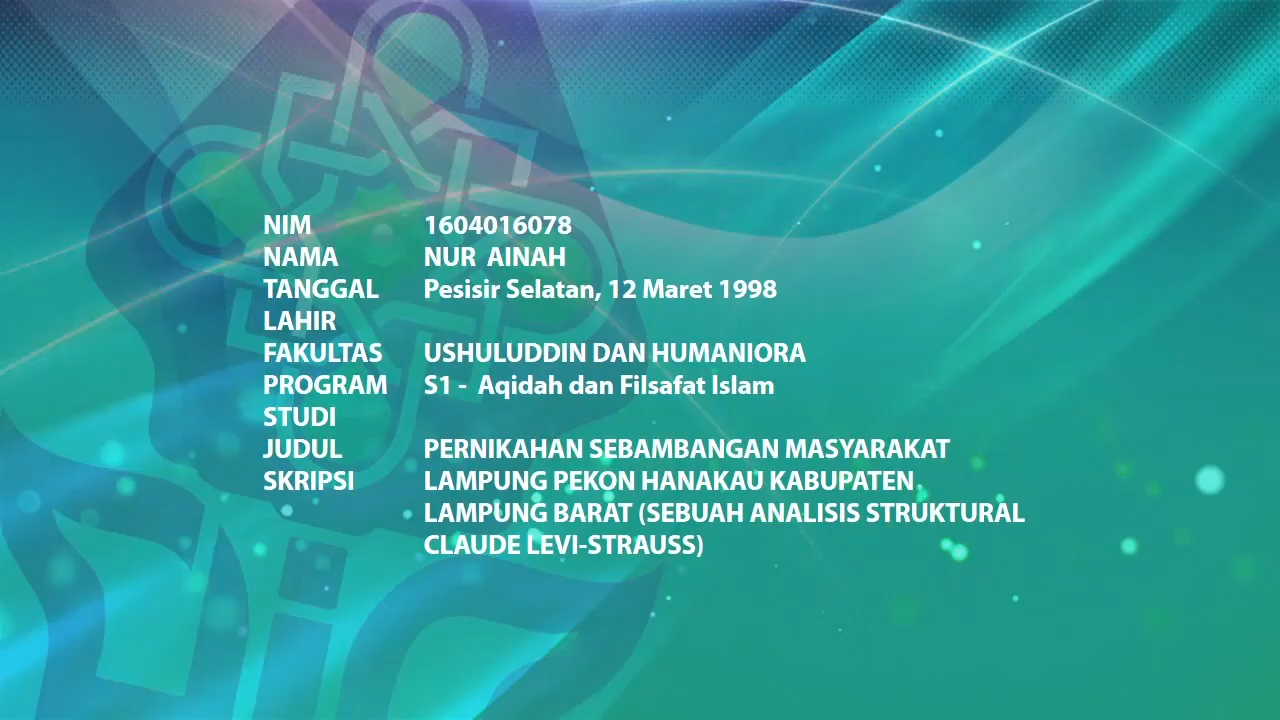 NIM 1604016078
NAMA NUR AINAH
TANGGAL Pesisir Selatan, 12 Maret 1998
LAHIR
FAKULTAS USHULUDDIN DAN HUMANIORA
PROGRAM S1 - Aqidah dan Filsafat Islam
STUDI
JUDUL PERNIKAHAN SEBAMBANGAN MASYARAKAT
SKRIPSI LAMPUNG PEKON HANAKAU KABUPATEN
LAMPUNG BARAT (SEBUAH ANALISIS STRUKTURAL
CLAUDE LEVI-STRAUSS)